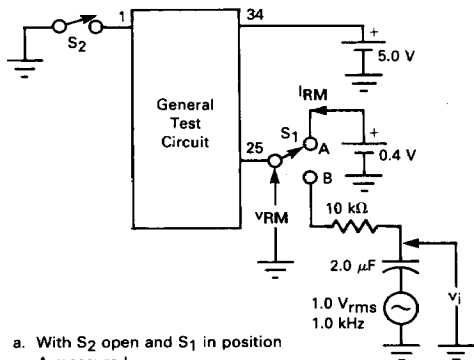 1
34
S2
+
5.0 V
General
Test
Circuit
IRM
S1
25
A
+
0.4 V
B
vRM
10 kΩ
2.0 μF
vi
1.0 Vrms
1.0 kHz
a. With S2 open and S1 in position